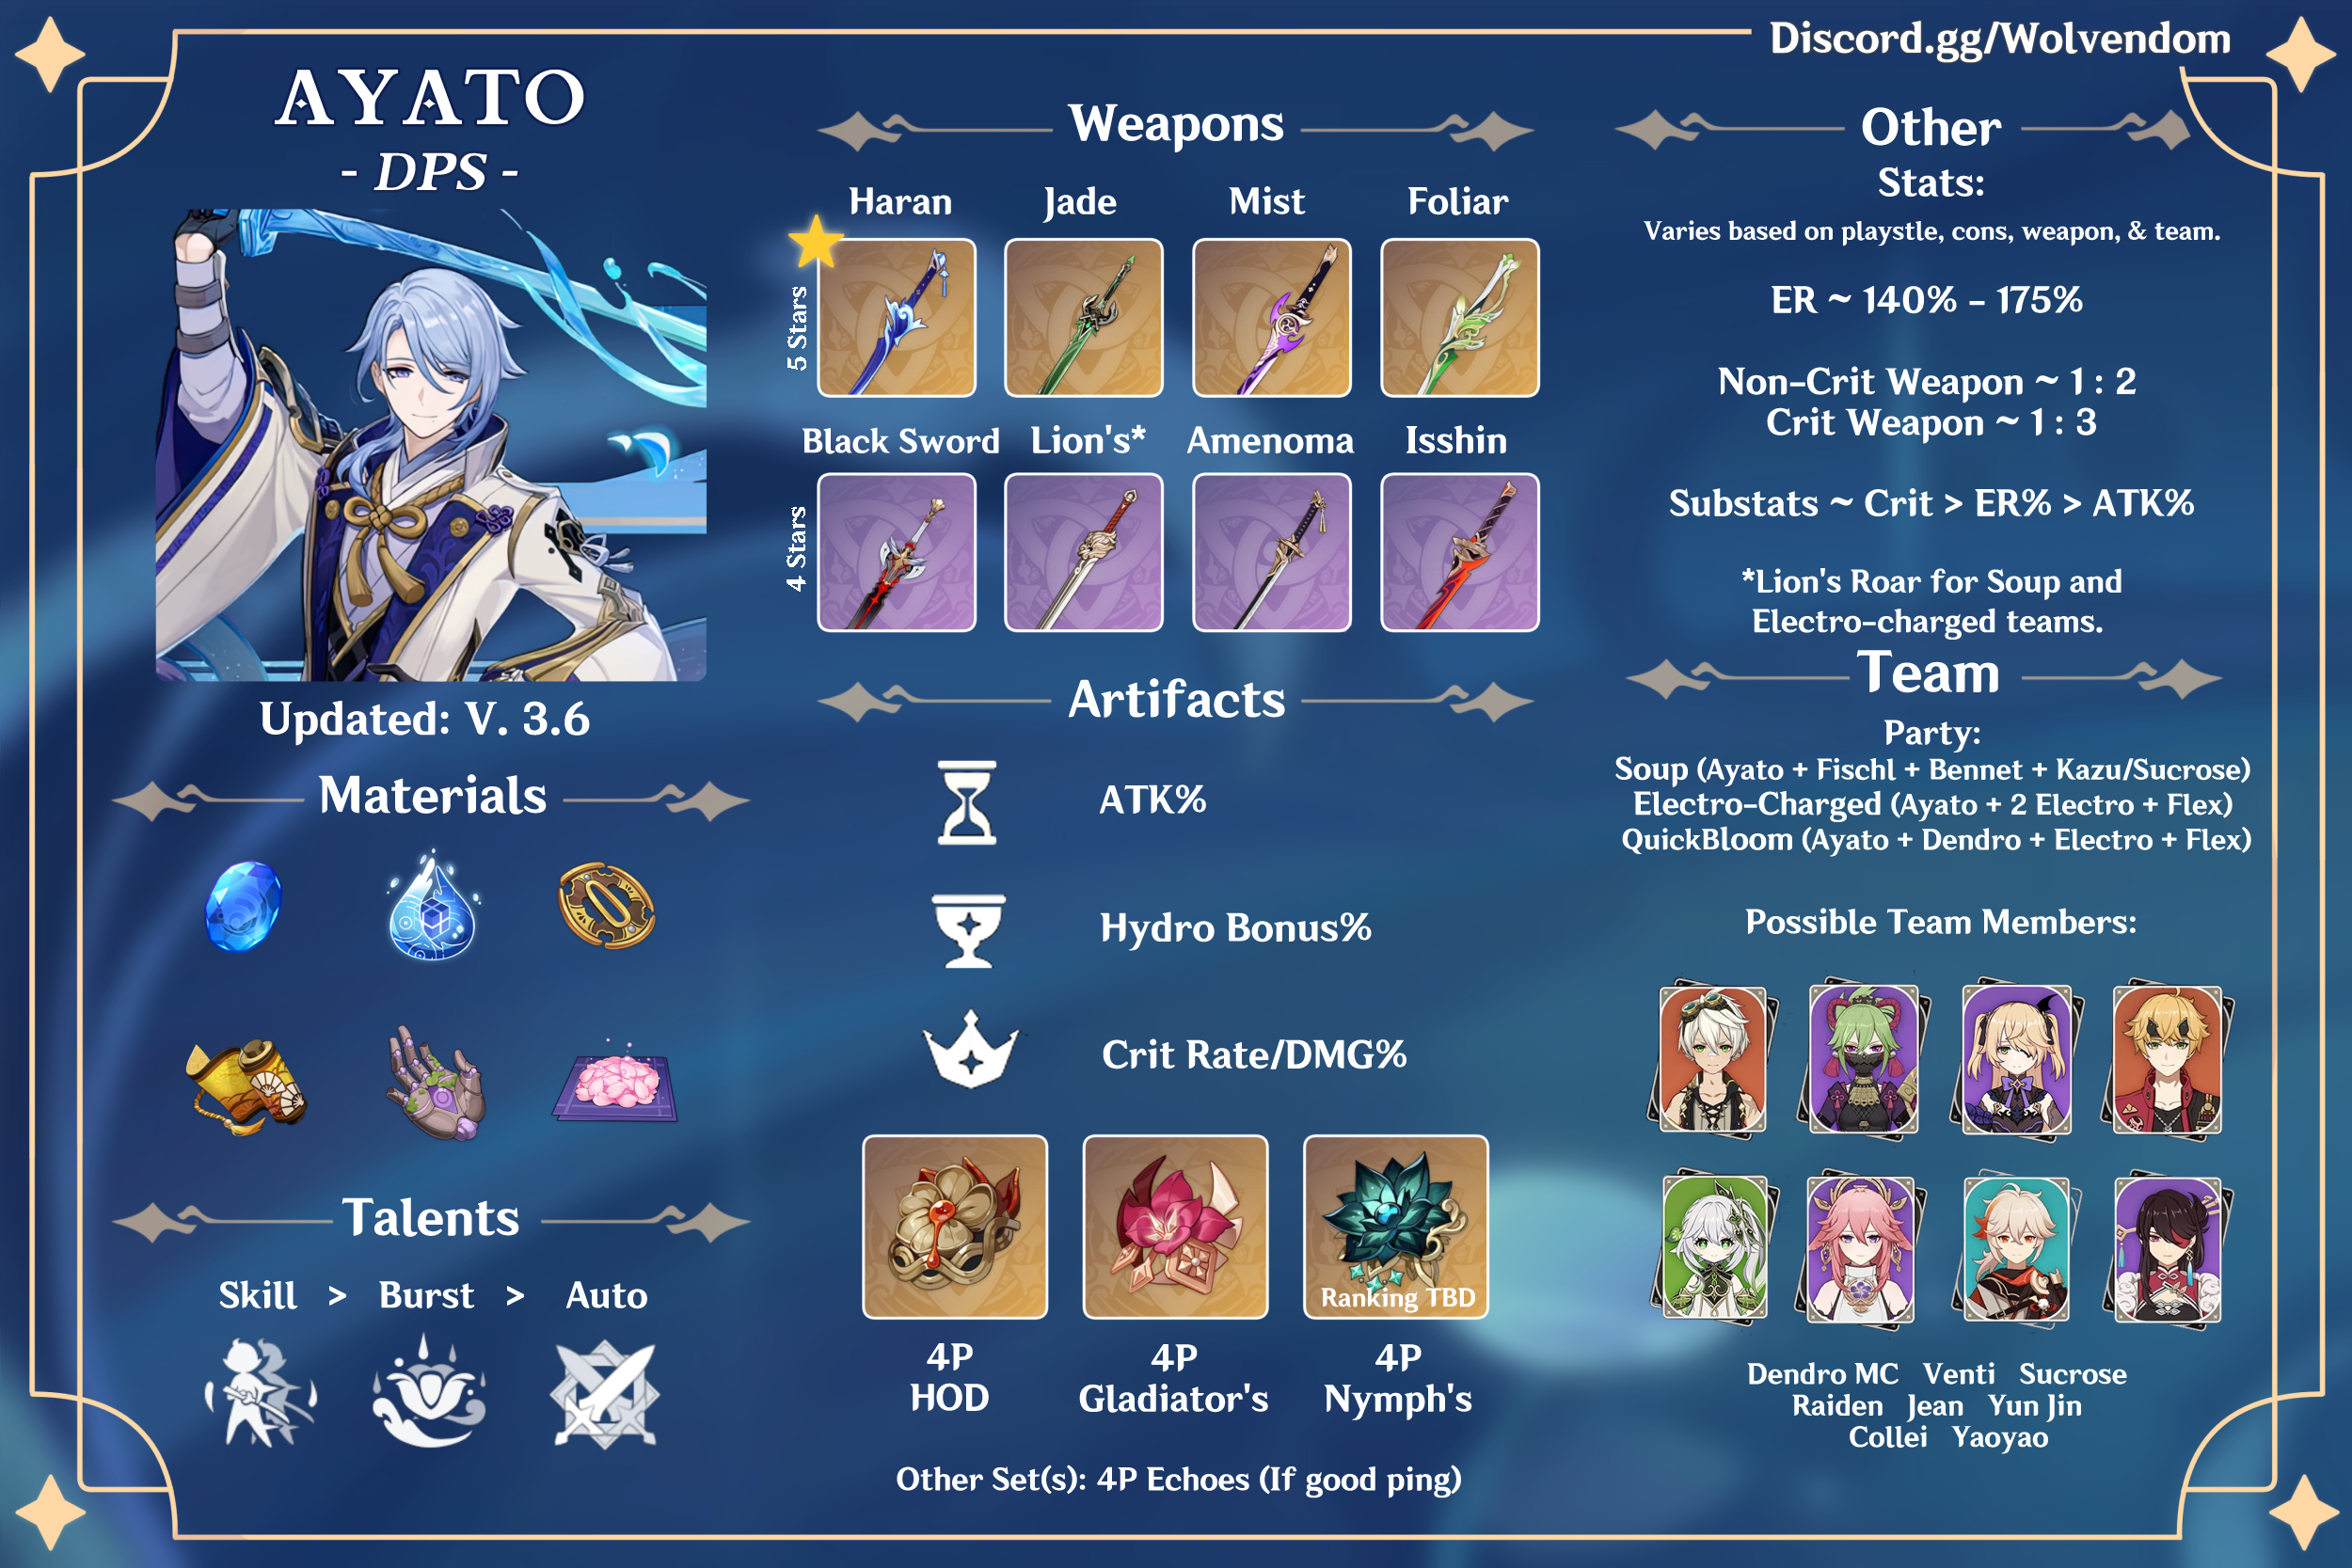 Discord.gg/Wolvendom
AYATO
- DPS -
Updated: V. 3.6
Materials
Talents
Skill > Burst > Auto
Weapons
Haran Jade Mist Foliar
5 Stars
Black Sword Lion's* Amenoma Isshin
4 Stars
Artifacts
ATK%
Hydro Bonus%
Crit Rate/DMG%
Ranking TBD
4P 4P 4P
HOD Gladiator's Nymph's
Other Set(s): 4P Echoes (If good ping)
Other
Stats:
Varies based on playstle, cons, weapon, & team.
ER ~ 140% - 175%
Non-Crit Weapon ~ 1 : 2
Crit Weapon ~ 1 : 3
Substats ~ Crit > ER% > ATK%
*Lion's Roar for Soup and
Electro-charged teams.
Team
Party:
Soup (Ayato + Fischl + Bennet + Kazu/Sucrose)
Electro-Charged (Ayato + 2 Electro + Flex)
QuickBloom (Ayato + Dendro + Electro + Flex)
Possible Team Members:
Dendro MC Venti Sucrose
Raiden Jean Yun Jin
Collei Yaoyao